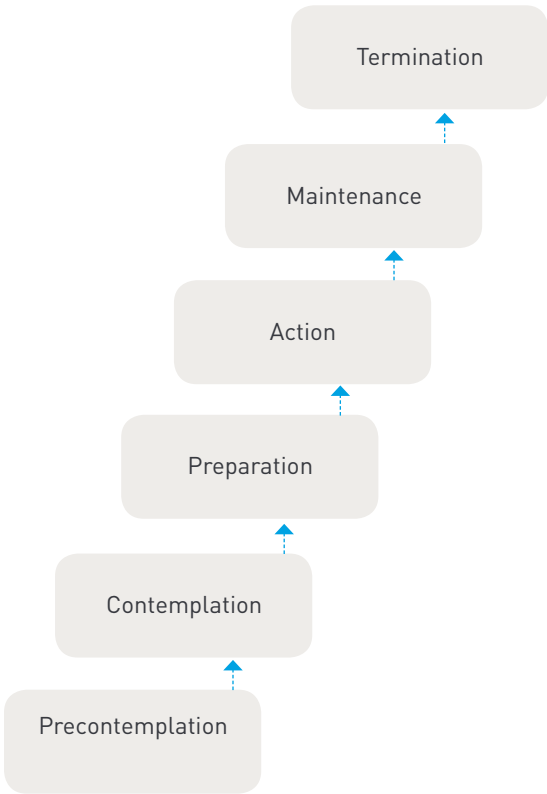 Termination
Maintenance
Action
Preparation
Contemplation
Precontemplation